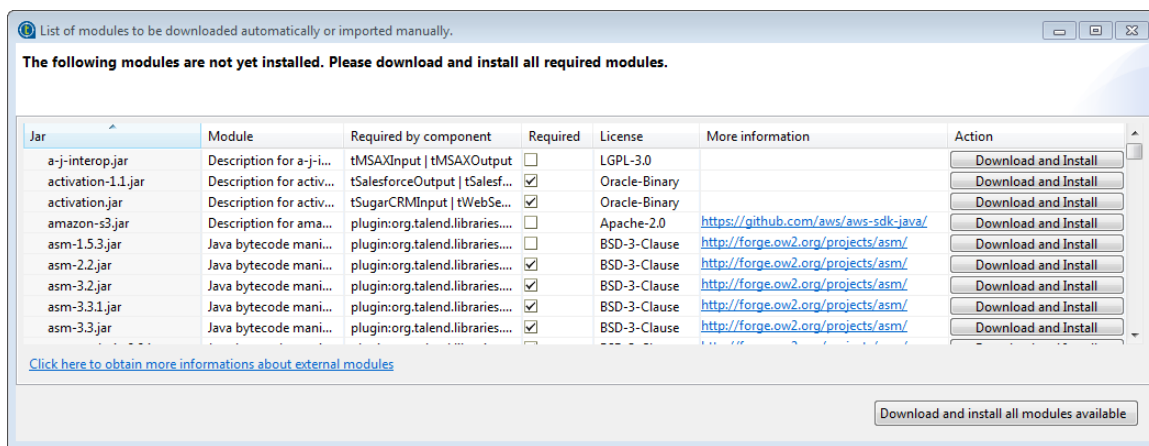 List of modules to be downloaded automatically or imported manually.
The following modules are not yet installed. Please download and install all required modules.
Jar Module Required by component Required License More information Action
a-j-interop.jar Description for a-j-i... tMSAXInput | tMSAXOutput LGPL-3.0 Download and Install
activation-1.1.jar Description for activ... tSalesforceOutput | tSalesf... Oracle-Binary Download and Install
activation.jar Description for activ... tSugarCRMInput | tWebSe... Oracle-Binary Download and Install
amazon-s3.jar Description for ama... plugin:org.talend.libraries.... Apache-2.0 https://github.com/aws/aws-sdk-java/ Download and Install
asm-1.5.3.jar Java bytecode mani... plugin:org.talend.libraries.... BSD-3-Clause http://forge.ow2.org/projects/asm/ Download and Install
asm-2.2.jar Java bytecode mani... plugin:org.talend.libraries.... BSD-3-Clause http://forge.ow2.org/projects/asm/ Download and Install
asm-3.2.jar Java bytecode mani... plugin:org.talend.libraries.... BSD-3-Clause http://forge.ow2.org/projects/asm/ Download and Install
asm-3.3.1.jar Java bytecode mani... plugin:org.talend.libraries.... BSD-3-Clause http://forge.ow2.org/projects/asm/ Download and Install
asm-3.3.jar Java bytecode mani... plugin:org.talend.libraries.... BSD-3-Clause http://forge.ow2.org/projects/asm/ Download and Install
Click here to obtain more informations about external modules
Download and install all modules available